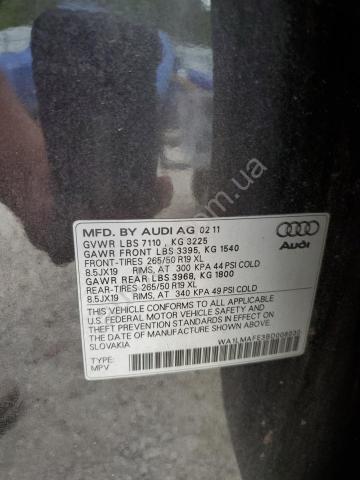 MFD. BY AUDI AG 02 11
GVWR LBS 7110 , KG 3225
GAWR FRONT LBS 3395, KG 1540
FRONT-TIRES 265/50 R19 XL
8.5JX19 RIMS, AT 300 KPA 44 PSI COLD
GAWR REAR LBS 3968, KG 1800
REAR-TIRES 265/50 R19 XL
8.5JX19 RIMS, AT 340 KPA 49 PSI COLD
Audi
THIS VEHICLE CONFORMS TO ALL APPLICABLE
U.S. FEDERAL MOTOR VEHICLE SAFETY AND
THEFT PREVENTION STANDARDS IN EFFECT ON
THE DATE OF MANUFACTURE SHOWN ABOVE.
SLOVAKIA
TYPE:
MPV